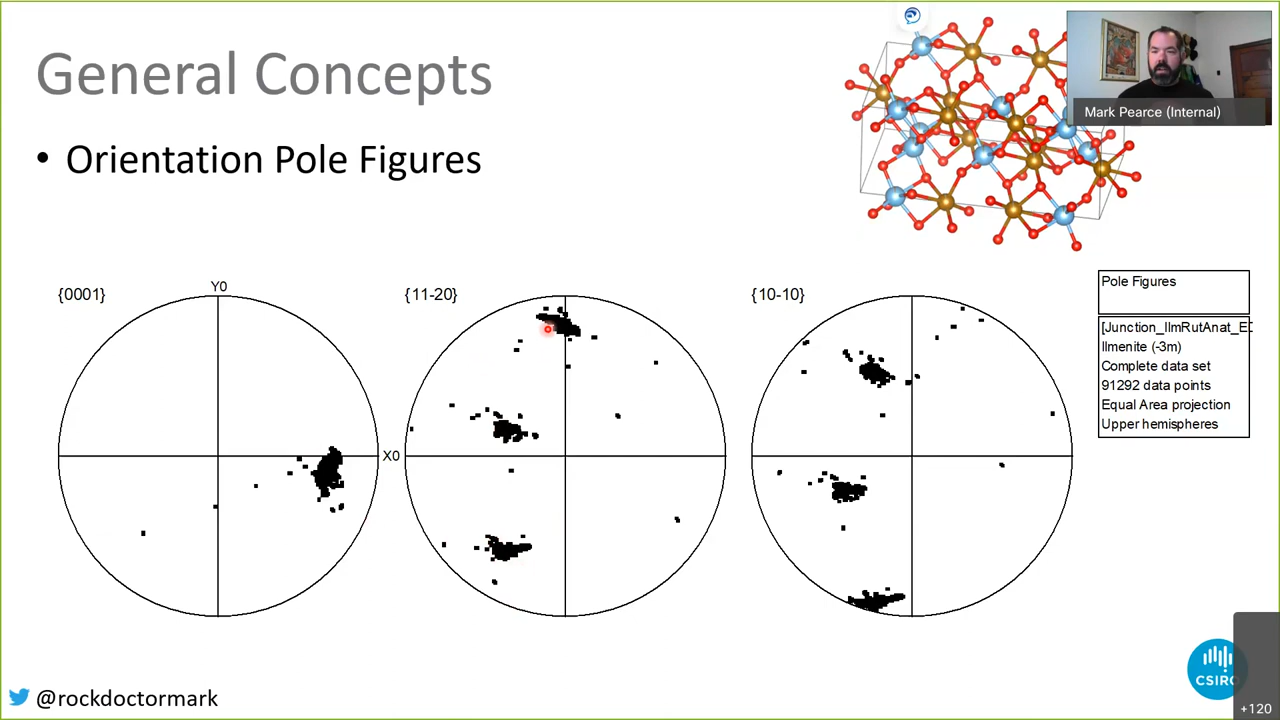 General Concepts
• Orientation Pole Figures
Mark Pearce (Internal)
{0001}
Y0
X0
{11-20}
{10-10}
Pole Figures
[Junction_IlmRutAnat_E
Ilmenite (-3m)
Complete data set
91292 data points
Equal Area projection
Upper hemispheres
@rockdoctormark
CSIRO
+120